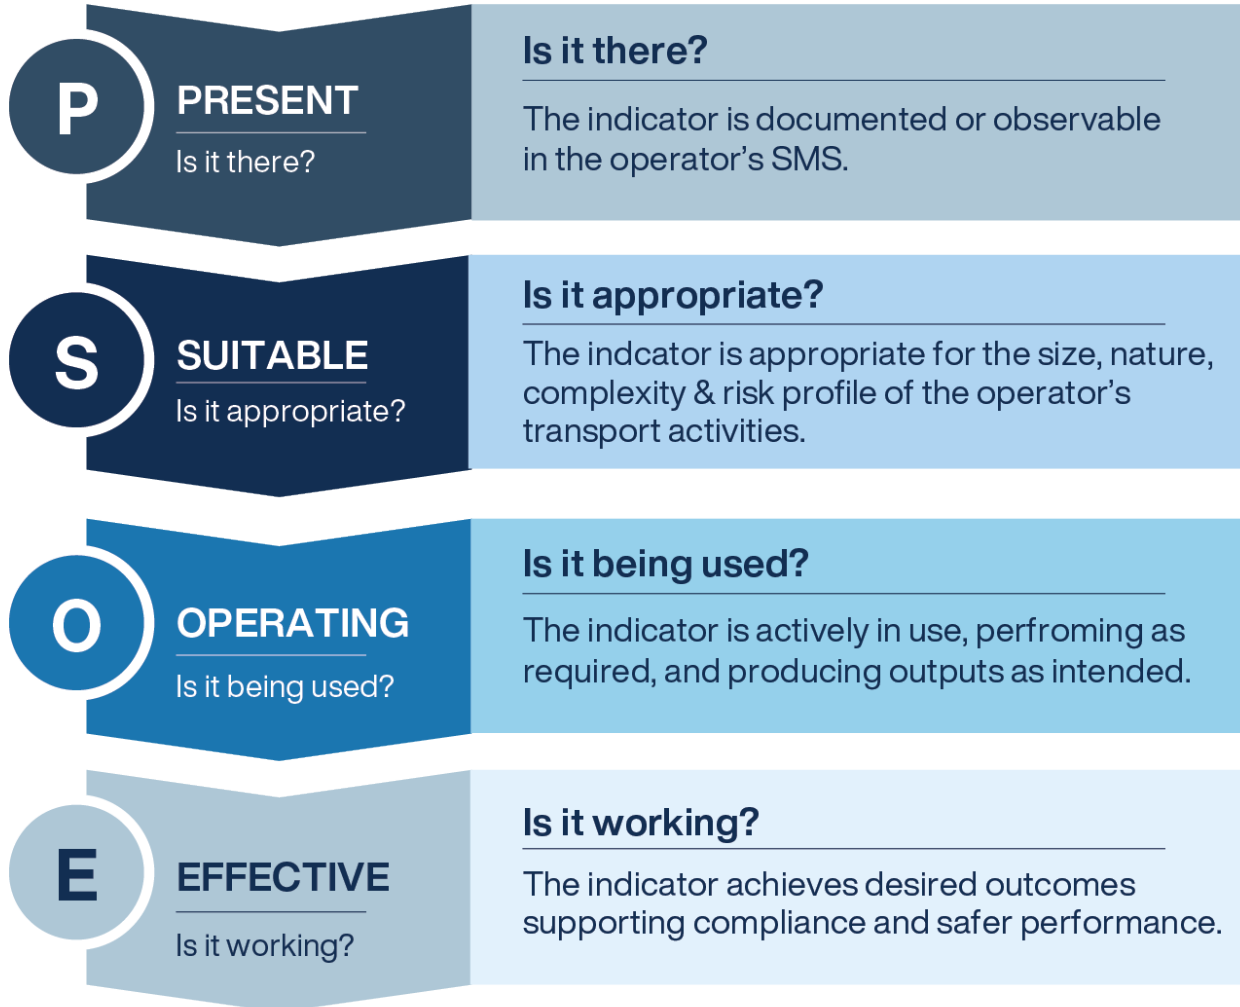 P
PRESENT
Is it there?
Is it there?
The indicator is documented or observable
in the operator's SMS.
S
SUITABLE
Is it appropriate?
Is it appropriate?
The indcator is appropriate for the size, nature,
complexity & risk profile of the operator's
transport activities.
O
OPERATING
Is it being used?
Is it being used?
The indicator is actively in use, perfroming as
required, and producing outputs as intended.
E
EFFECTIVE
Is it working?
Is it working?
The indicator achieves desired outcomes
supporting compliance and safer performance.